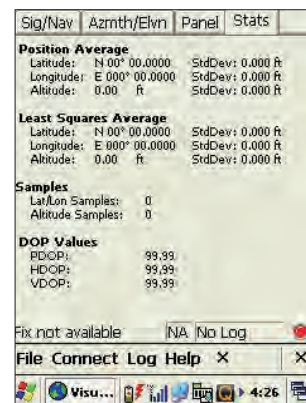 Sig/Nav Azmth/Elvn Panel Stats
Position Average
Latitude: N 00° 00.0000 StdDev: 0.000 ft
Longitude: E 000° 00.0000 StdDev: 0.000 ft
Altitude: 0.00 ft StdDev: 0.000 ft
Least Squares Average
Latitude: N 00° 00.0000 StdDev: 0.000 ft
Longitude: E 000° 00.0000 StdDev: 0.000 ft
Altitude: 0.00 ft StdDev: 0.000 ft
Samples
Lat/Lon Samples: 0
Altitude Samples: 0
DOP Values
PDOP: 99.99
HDOP: 99.99
VDOP: 99.99
Fix not available NA No Log
File Connect Log Help × ×
Visu... 4:26